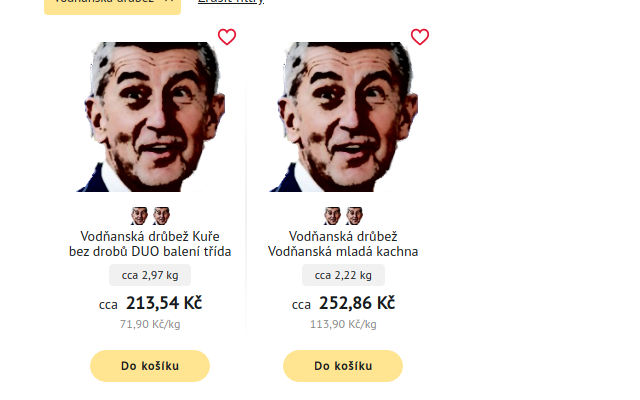 Vodňanská drůbež
Zrušit filtry
Vodňanská drůbež Kuře
bez drobů DUO balení třída
cca 2,97 kg
cca 213,54 Kč
71,90 Kč/kg
Do košíku
Vodňanská drůbež
Vodňanská mladá kachna
cca 2,22 kg
cca 252,86 Kč
113,90 Kč/kg
Do košíku